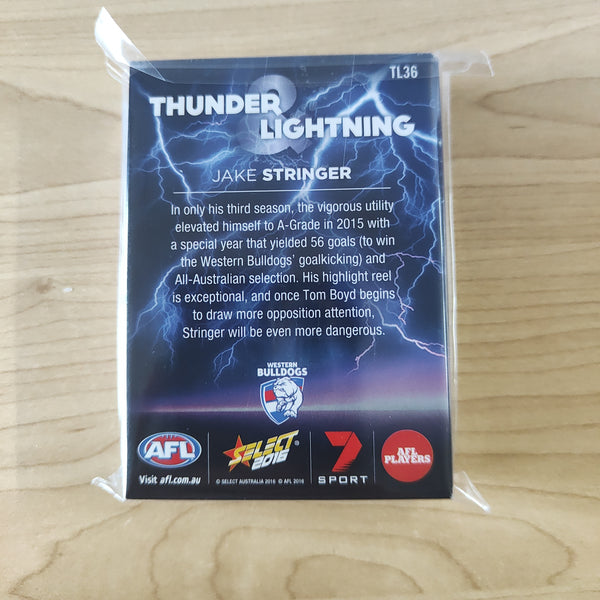 TL36
THUNDER
& LIGHTNING
JAKE STRINGER
In only his third season, the vigorous utility
elevated himself to A-Grade in 2015 with
a special year that yielded 56 goals (to win
the Western Bulldogs' goalkicking) and
All-Australian selection. His highlight reel
is exceptional, and once Tom Boyd begins
to draw more opposition attention,
Stringer will be even more dangerous.
WESTERN
BULLDOGS
AFL
Visit afl.com.au
SELECT
2016
®
© SELECT AUSTRALIA 2016 © AFL 2016
7
SPORT
AFL
PLAYERS